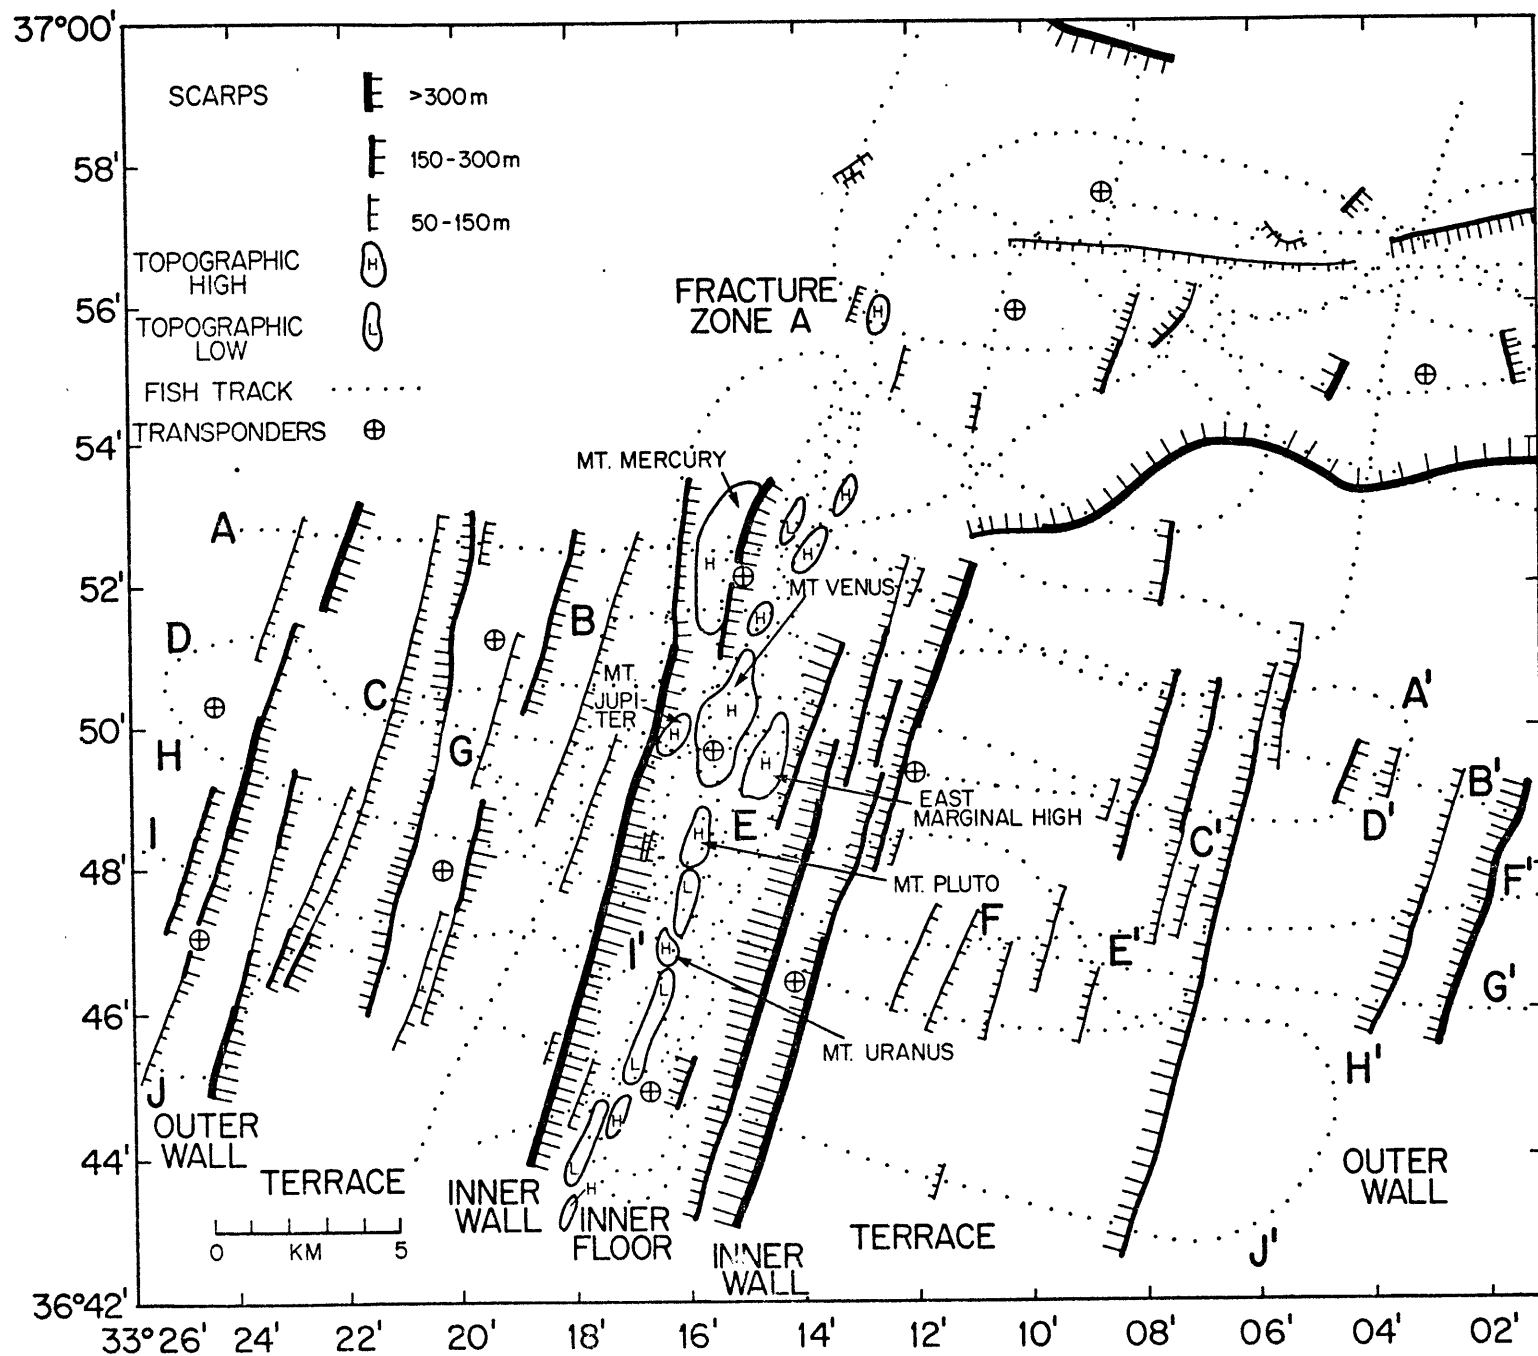 37°00'
SCARPS
>300m
150-300m
58'
50-150m
TOPOGRAPHIC
HIGH
H
TOPOGRAPHIC
LOW
L
FISH TRACK
TRANSPONDERS
56'
54'
52'
50'
48'
46'
44'
36°42'
FRACTURE
ZONE A
H
MT. MERCURY
H
L
H
H
MT VENUS
H
H
MT.
JUPI-
TER
H
H
EAST
MARGINAL HIGH
H
MT. PLUTO
L
H
MT. URANUS
L
L
H
L
H
A
B
C
D
E
F
G
H
I
J
A'
B'
C'
D'
E'
F'
G'
H'
I'
J'
OUTER
WALL
TERRACE
INNER
WALL
INNER
FLOOR
INNER
WALL
TERRACE
OUTER
WALL
0 KM 5
33°26' 24' 22' 20' 18' 16' 14' 12' 10' 08' 06' 04' 02'